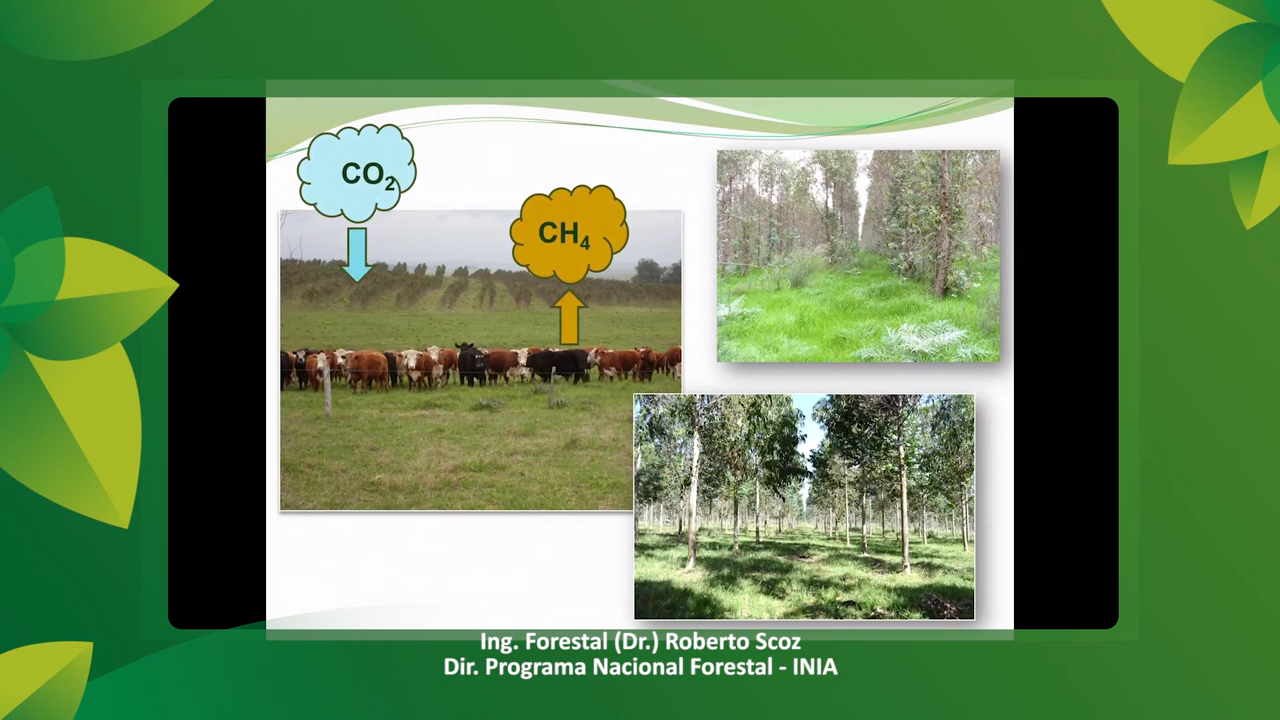 CO2
CH4
Ing. Forestal (Dr.) Roberto Scoz
Dir. Programa Nacional Forestal - INIA